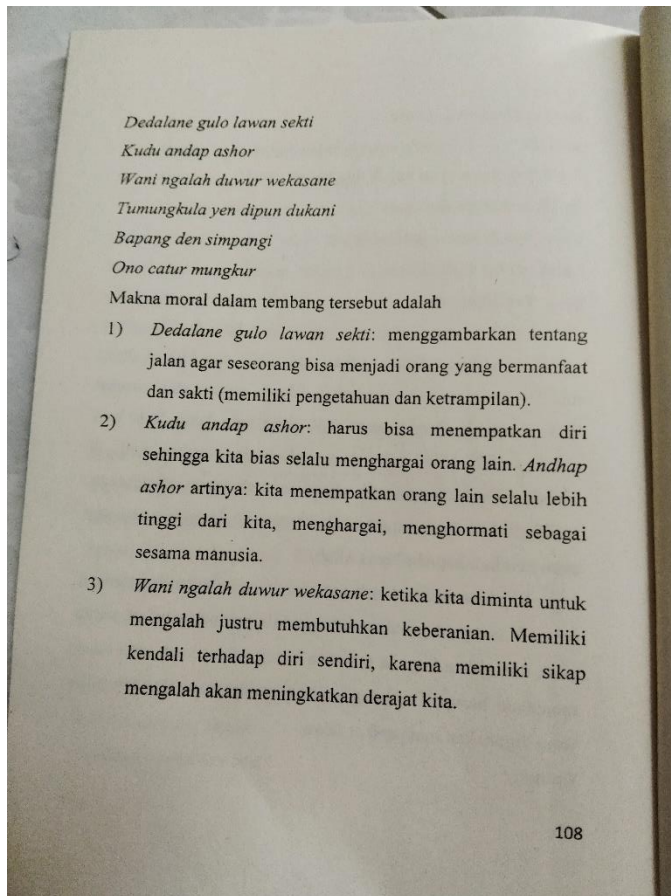 Dedalane gulo lawan sekti
Kudu andap ashor
Wani ngalah duwur wekasane
Tumungkula yen dipun dukani
Bapang den simpangi
Ono catur mungkur
Makna moral dalam tembang tersebut adalah
1) Dedalane gulo lawan sekti: menggambarkan tentang
jalan agar seseorang bisa menjadi orang yang bermanfaat
dan sakti (memiliki pengetahuan dan ketrampilan).
2) Kudu andap ashor: harus bisa menempatkan diri
sehingga kita bias selalu menghargai orang lain. Andhap
ashor artinya: kita menempatkan orang lain selalu lebih
tinggi dari kita, menghargai, menghormati sebagai
sesama manusia.
3) Wani ngalah duwur wekasane: ketika kita diminta untuk
mengalah justru membutuhkan keberanian. Memiliki
kendali terhadap diri sendiri, karena memiliki sikap
mengalah akan meningkatkan derajat kita.
108